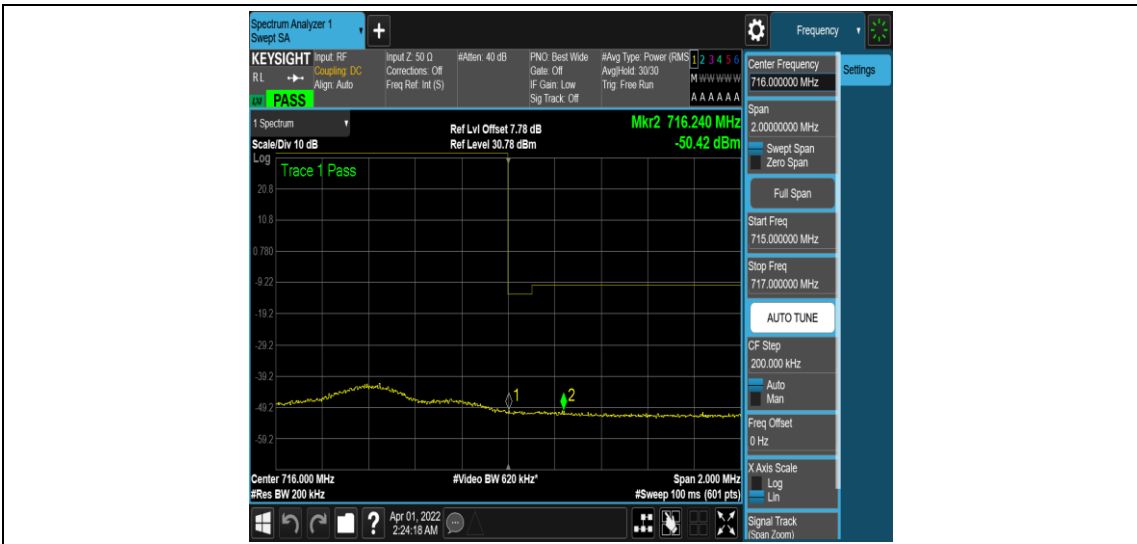 Spectrum Analyzer 1
Swept SA
+
Frequency
KEYSIGHT
RL
PASS
Input: RF
Coupling: DC
Align: Auto
Input Z: 50 Ω
Corrections: Off
Freq Ref: Int (S)
#Atten: 40 dB
PNO: Best Wide
Gate: Off
IF Gain: Low
Sig Track: Off
#Avg Type: Power (RMS
Avg|Hold: 30/30
Trig: Free Run
1 2 3 4 5 6
M W W W W W
A A A A A A
Center Frequency
716.000000 MHz
Settings
1 Spectrum
Scale/Div 10 dB
Ref Lvl Offset 7.78 dB
Ref Level 30.78 dBm
Mkr2 716.240 MHz
-50.42 dBm
Log
Trace 1 Pass
20.8
10.8
0.780
-9.22
-19.2
-29.2
-39.2
-49.2
-59.2
1
2
Span
2.00000000 MHz
Swept Span
Zero Span
Full Span
Start Freq
715.000000 MHz
Stop Freq
717.000000 MHz
AUTO TUNE
CF Step
200.000 kHz
Auto
Man
Freq Offset
0 Hz
X Axis Scale
Log
Lin
Signal Track
(Span Zoom)
Center 716.000 MHz
#Res BW 200 kHz
#Video BW 620 kHz*
Span 2.000 MHz
#Sweep 100 ms (601 pts)
?
Apr 01, 2022
2:24:18 AM